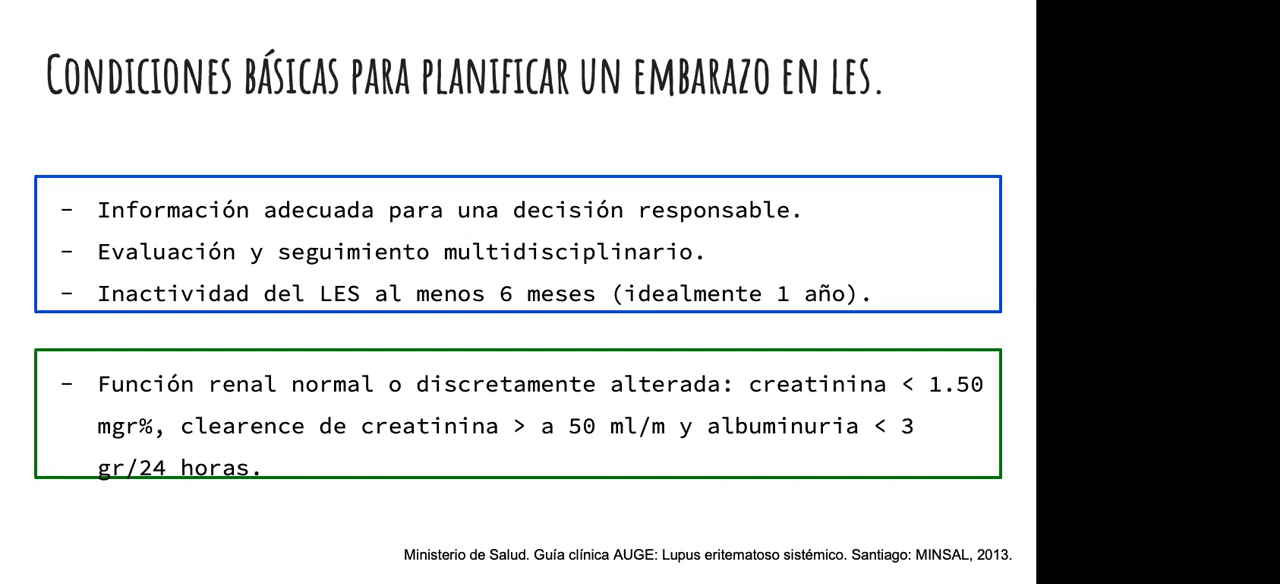 Condiciones básicas para planificar un embarazo en LES.
- Información adecuada para una decisión responsable.
- Evaluación y seguimiento multidisciplinario.
- Inactividad del LES al menos 6 meses (idealmente 1 año).
- Función renal normal o discretamente alterada: creatinina < 1.50
mgr%, clearence de creatinina > a 50 ml/m y albuminuria < 3
gr/24 horas.
Ministerio de Salud. Guía clínica AUGE: Lupus eritematoso sistémico. Santiago: MINSAL, 2013.